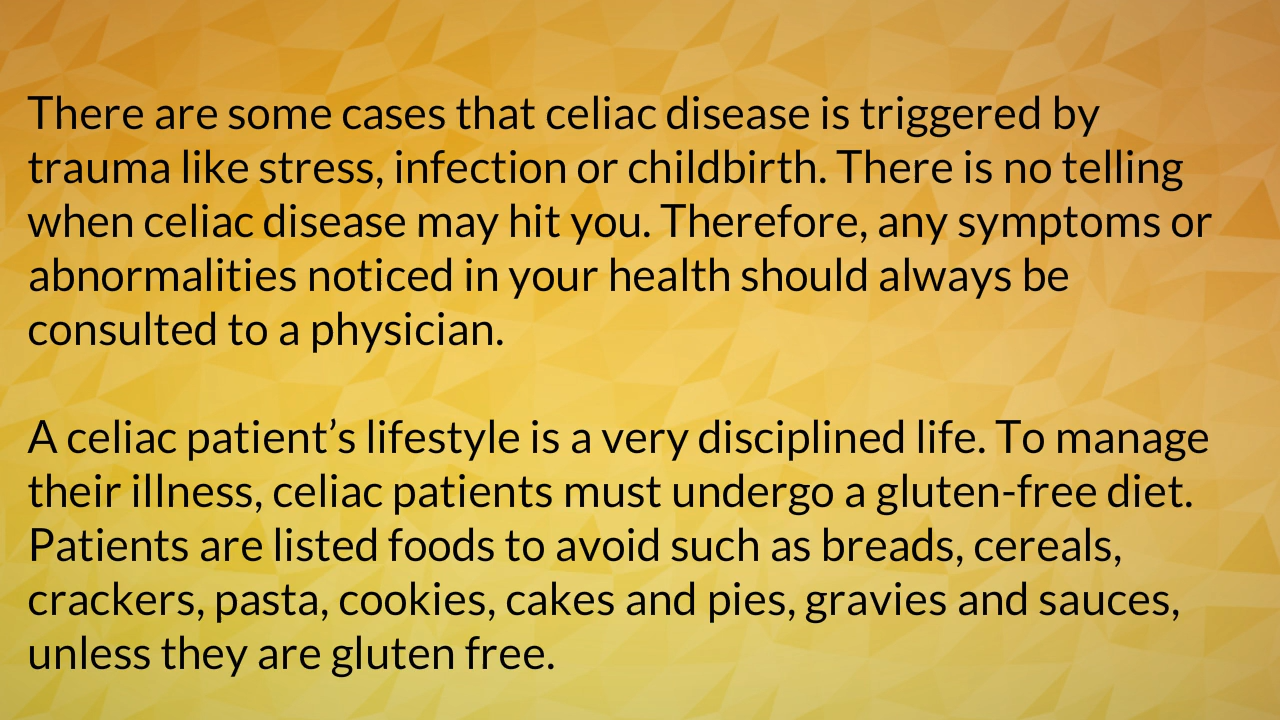 There are some cases that celiac disease is triggered by
trauma like stress, infection or childbirth. There is no telling
when celiac disease may hit you. Therefore, any symptoms or
abnormalities noticed in your health should always be
consulted to a physician.
A celiac patient’s lifestyle is a very disciplined life. To manage
their illness, celiac patients must undergo a gluten-free diet.
Patients are listed foods to avoid such as breads, cereals,
crackers, pasta, cookies, cakes and pies, gravies and sauces,
unless they are gluten free.